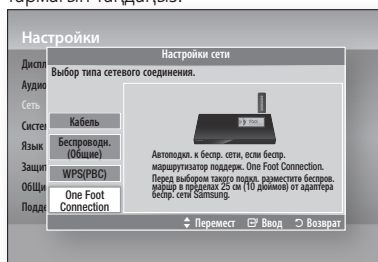 тармағын таңдаңыз.
Настройки
Настройки сети
Выбор типа сетевого соединения.
Диспл
Аудио
Сеть
Систе
Язык
Защит
Общи
Подде
Кабель
Беспроводн.
(Общие)
WPS(PBC)
One Foot
Connection
Автоподкл. к беспр. сети, если беспр.
маршрутизатор поддерж. One Foot Connection.
Перед выбором такого подкл. разместите беспров.
маршр в пределах 25 см (10 дюймов) от адаптера
беспр. сети Samsung.
Перемест Ввод Возврат